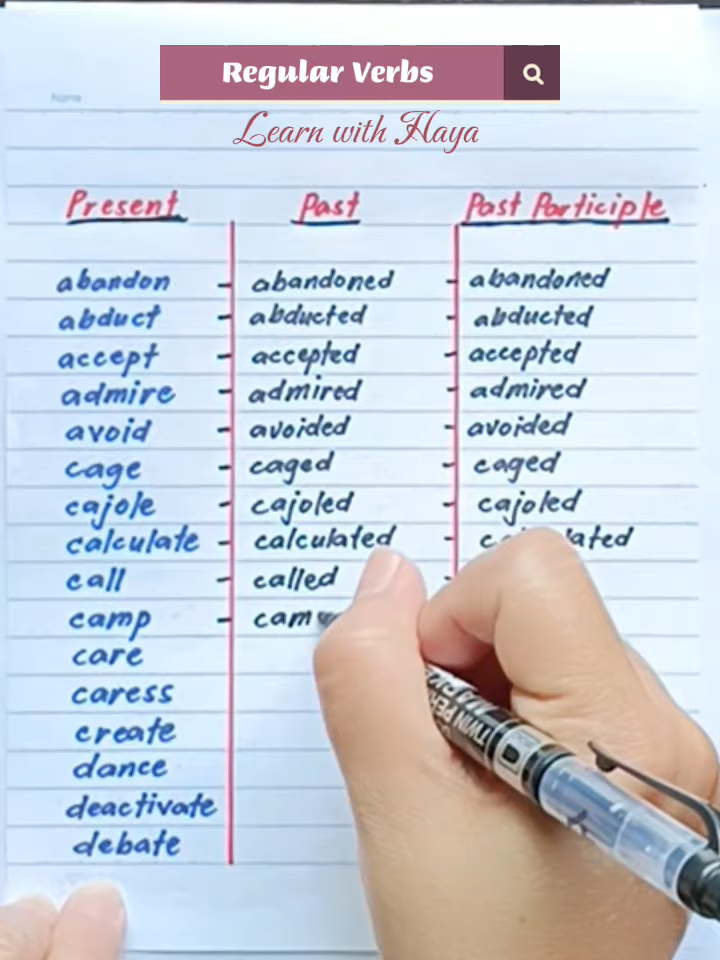 Regular Verbs
Learn with Haya
Name
Present Past Past Participle
abandon - abandoned - abandoned
abduct - abducted - abducted
accept - accepted - accepted
admire - admired - admired
avoid - avoided - avoided
cage - caged - caged
cajole - cajoled - cajoled
calculate - calculated -
call - called -
camp -
care
caress
create
dance
deactivate
debate